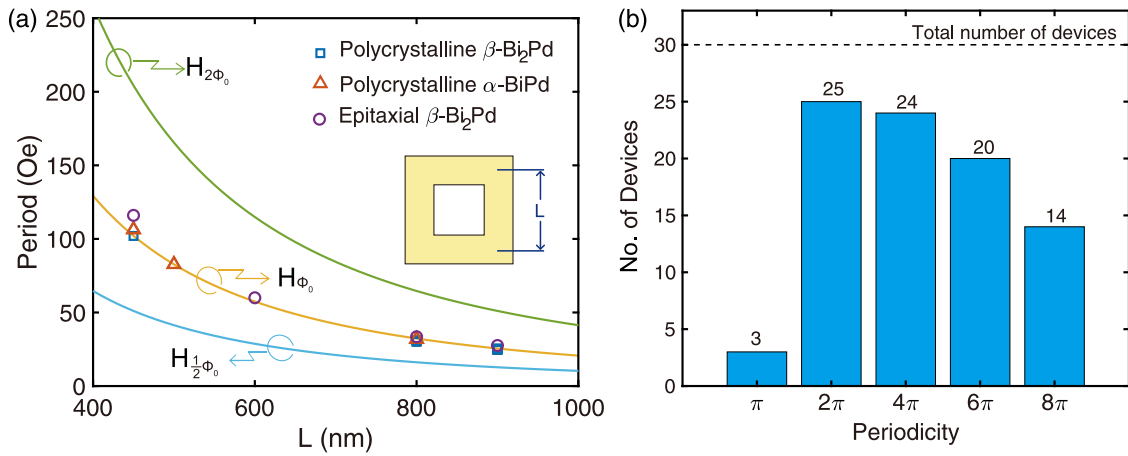 (a)
Period (Oe)
250
200
150
100
50
0
400
600
800
1000
L (nm)
H2Φ₀
HΦ₀
H½Φ₀
Polycrystalline β-Bi₂Pd
Polycrystalline α-BiPd
Epitaxial β-Bi₂Pd
L
(b)
No. of Devices
30
25
20
15
10
5
0
Total number of devices
3
25
24
20
14
π
2π
4π
6π
8π
Periodicity